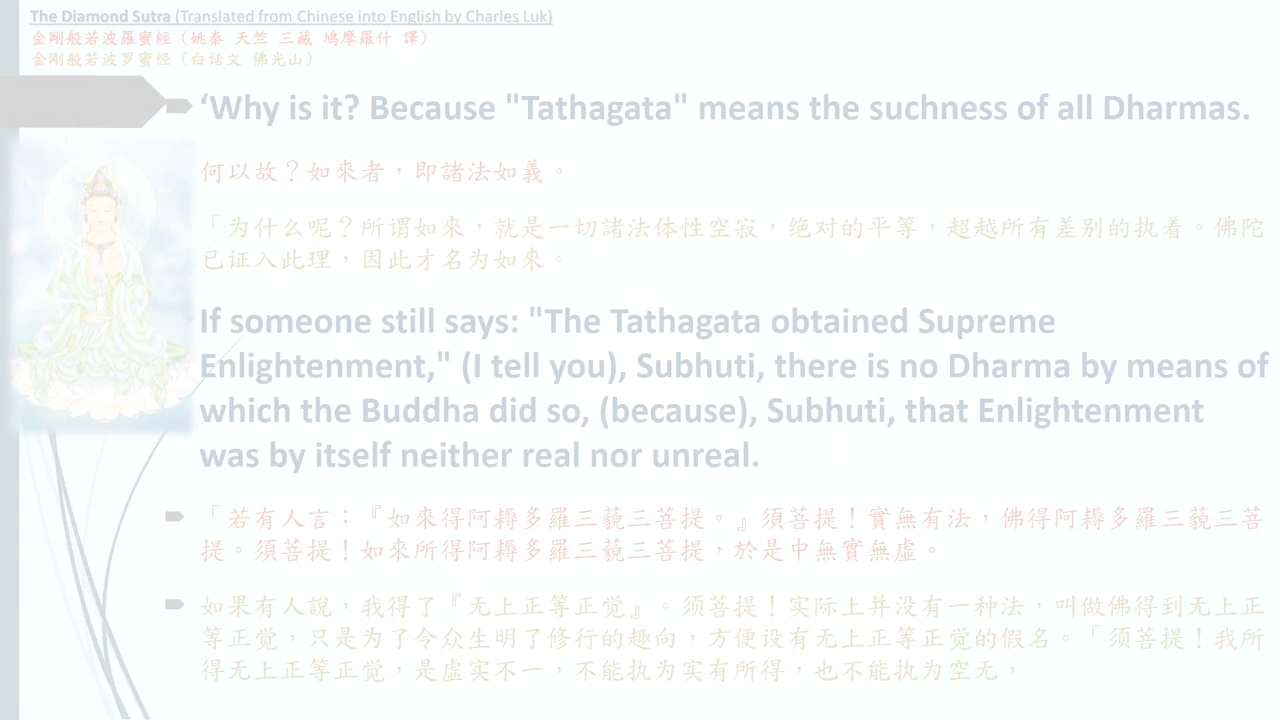 The Diamond Sutra (Translated from Chinese into English by Charles Luk)
金剛般若波羅蜜經（姚秦 天竺 三藏 鳩摩羅什 譯）
金剛般若波罗蜜经（白话文 佛光山）
‘Why is it? Because "Tathagata" means the suchness of all Dharmas.
何以故？如來者，即諸法如義。
「为什么呢？所谓如來，就是一切諸法体性空寂，绝对的平等，超越所有差别的执着。佛陀
已证入此理，因此才名为如來。
If someone still says: "The Tathagata obtained Supreme
Enlightenment," (I tell you), Subhuti, there is no Dharma by means of
which the Buddha did so, (because), Subhuti, that Enlightenment
was by itself neither real nor unreal.
「若有人言：『如來得阿耨多羅三藐三菩提。』須菩提！實無有法，佛得阿耨多羅三藐三菩
提。須菩提！如來所得阿耨多羅三藐三菩提，於是中無實無虛。
如果有人說，我得了『无上正等正觉』。须菩提！实际上并没有一种法，叫做佛得到无上正
等正觉，只是为了令众生明了修行的趣向，方便设有无上正等正觉的假名。「须菩提！我所
得无上正等正觉，是虚实不一，不能执为实有所得，也不能执为空无，